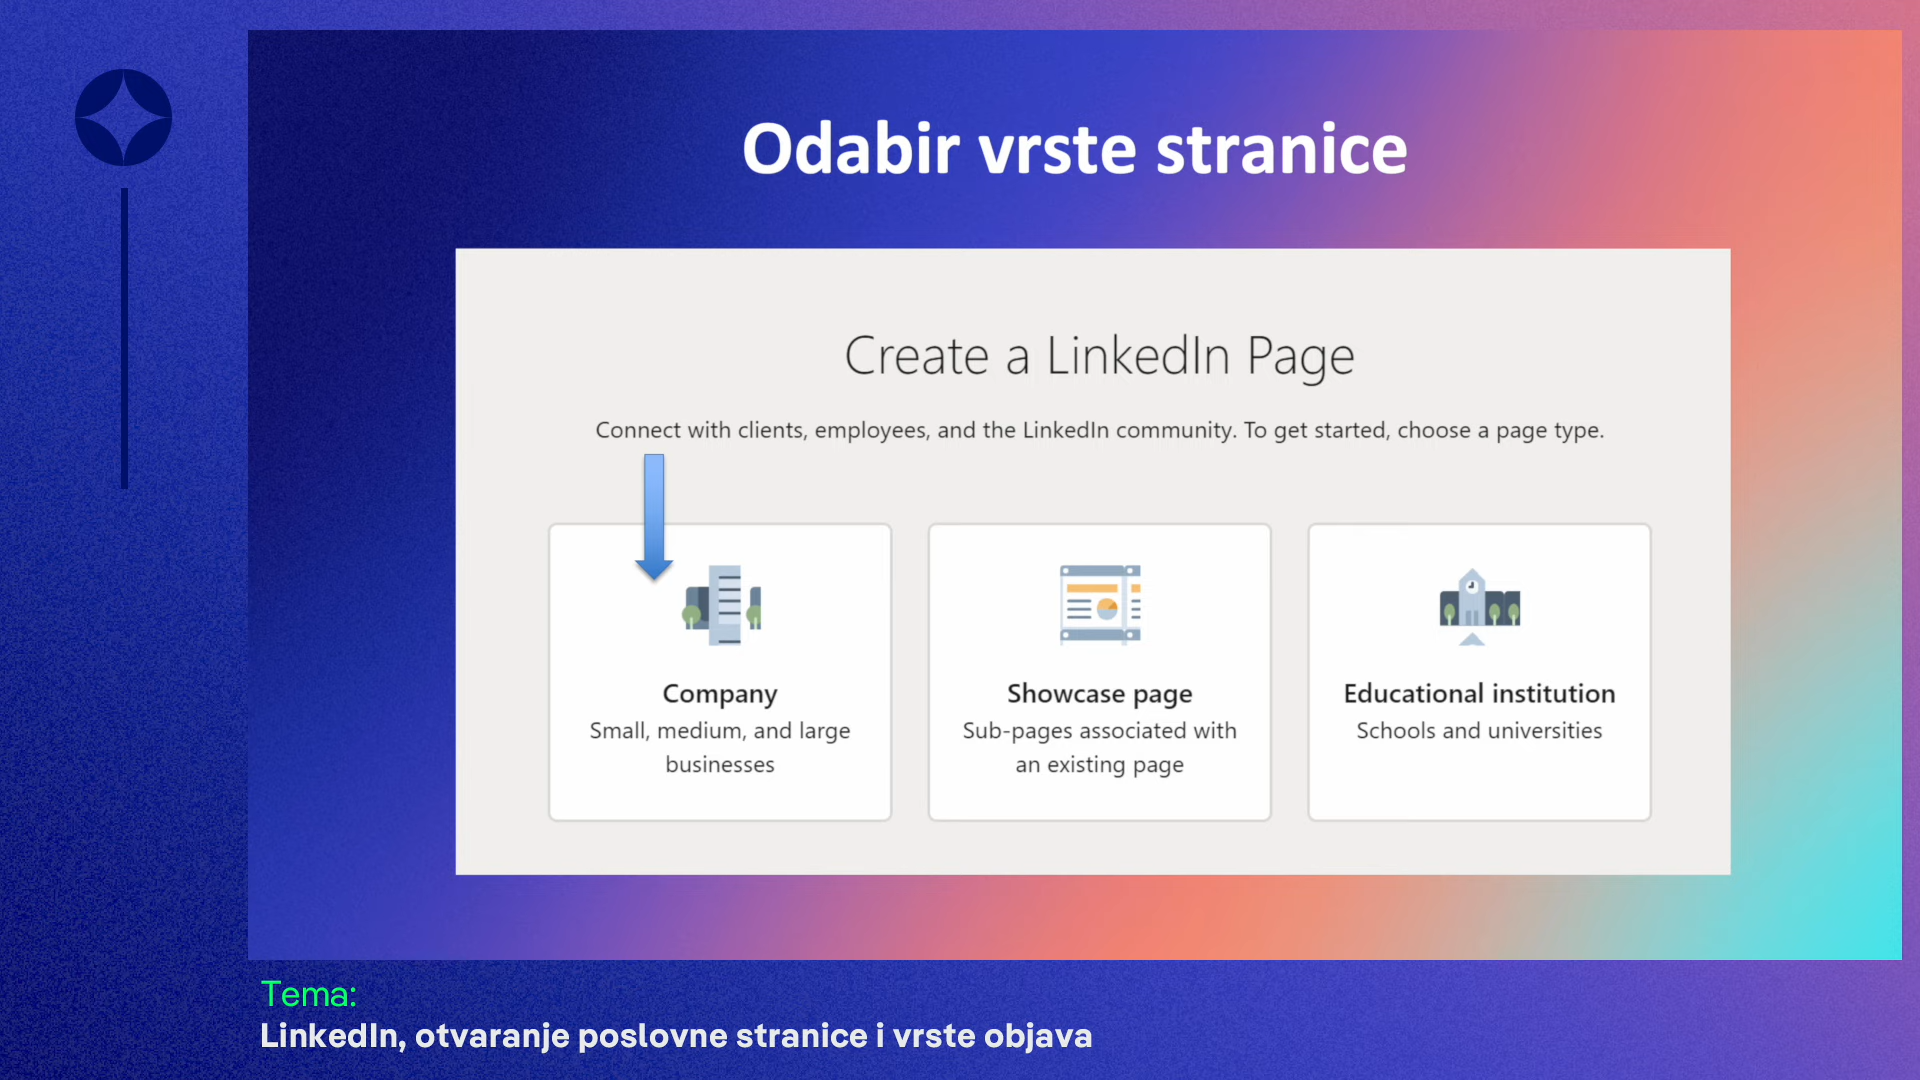 Odabir vrste stranice
Create a LinkedIn Page
Connect with clients, employees, and the LinkedIn community. To get started, choose a page type.
Company
Small, medium, and large
businesses
Showcase page
Sub-pages associated with
an existing page
Educational institution
Schools and universities
Tema:
LinkedIn, otvaranje poslovne stranice i vrste objava